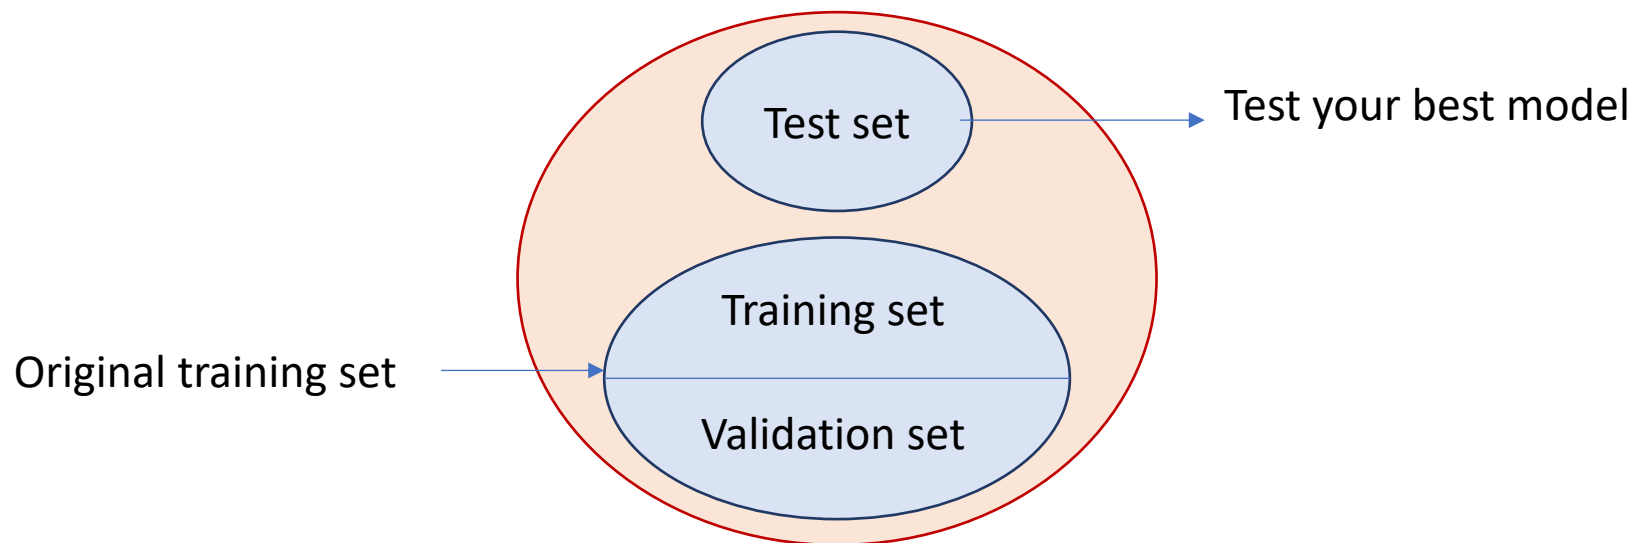 Test set
Test your best model
Training set
Original training set
Validation set